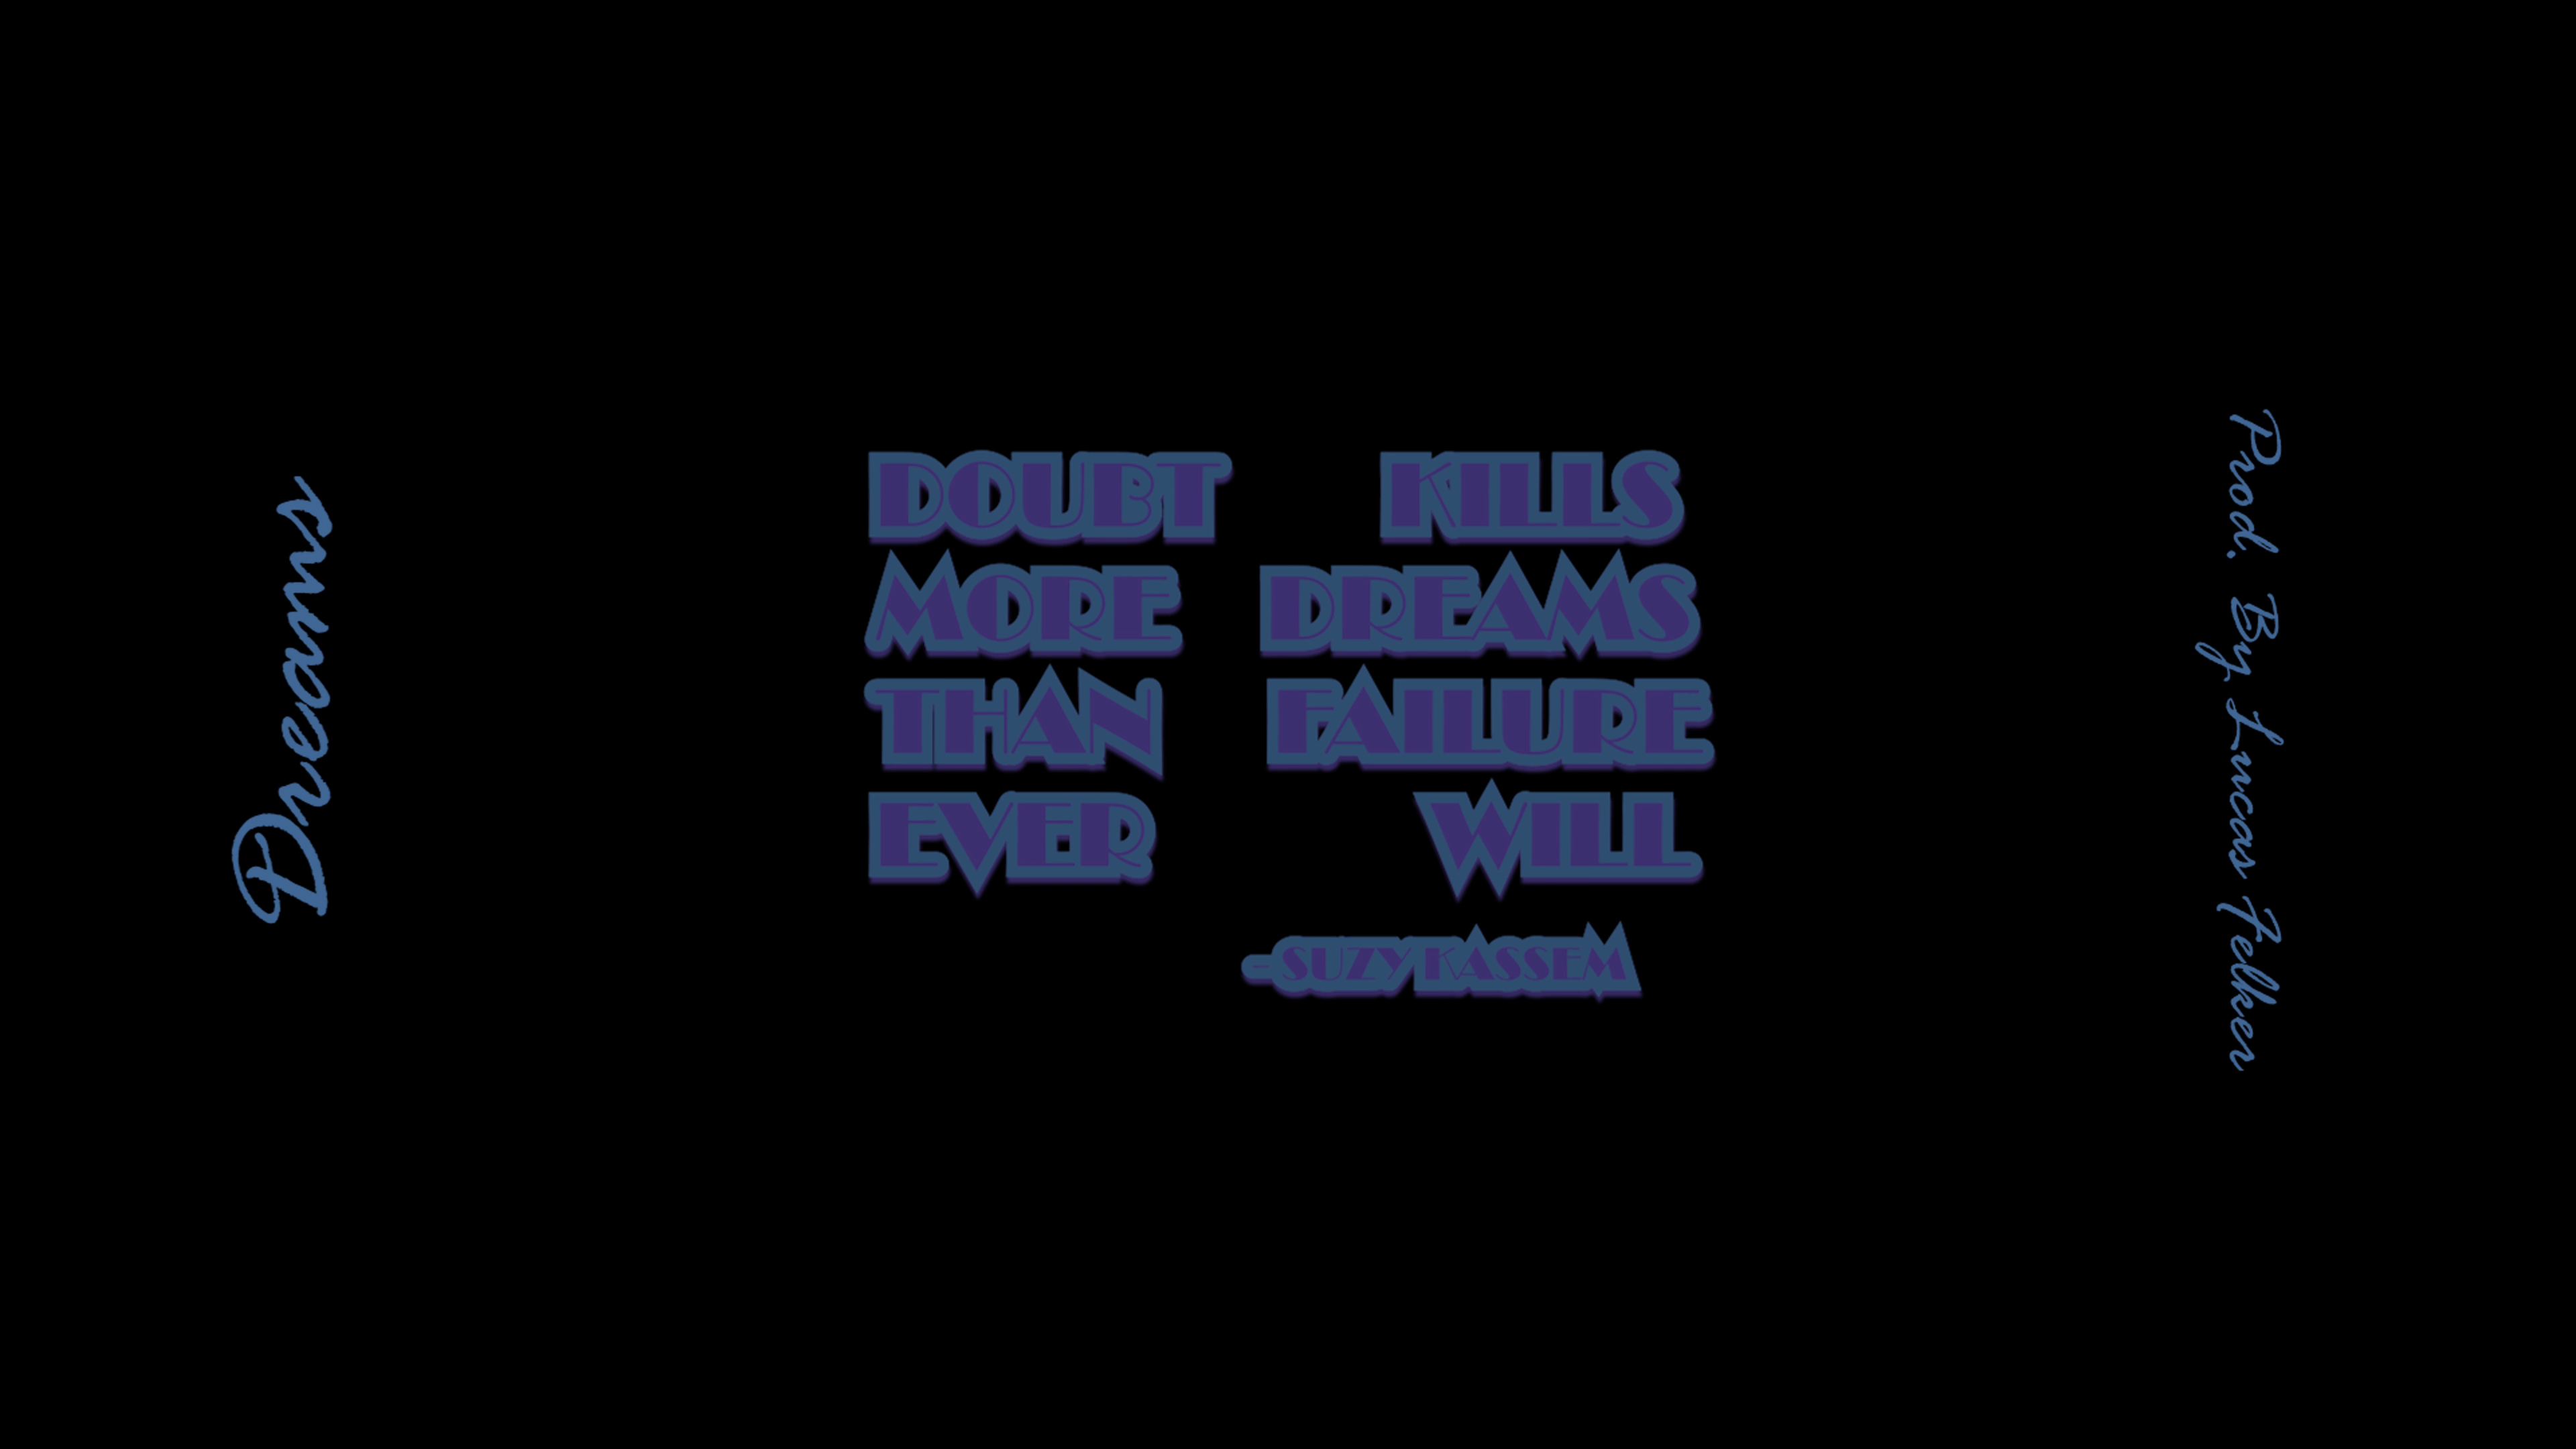 Dreams
DOUBT KILLS
MORE DREAMS
THAN FAILURE
EVER WILL
-SUZY KASSEM
Prod. By Lucas Felker